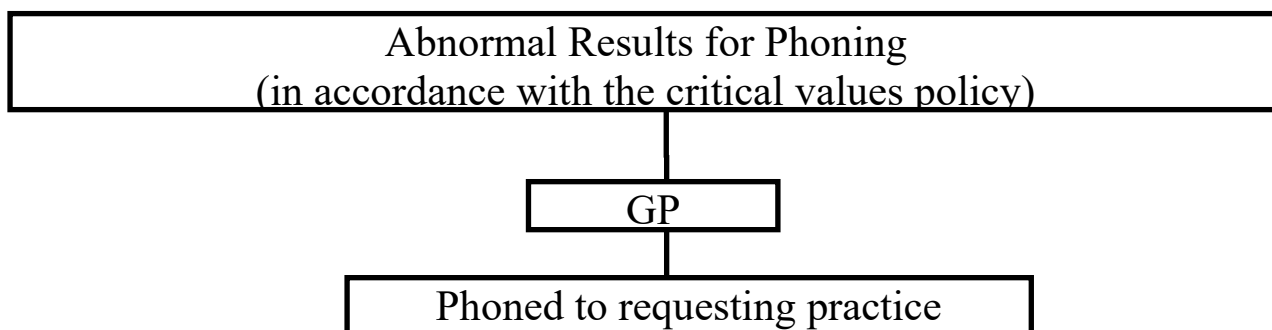 Abnormal Results for Phoning
(in accordance with the critical values policy)
GP
Phoned to requesting practice